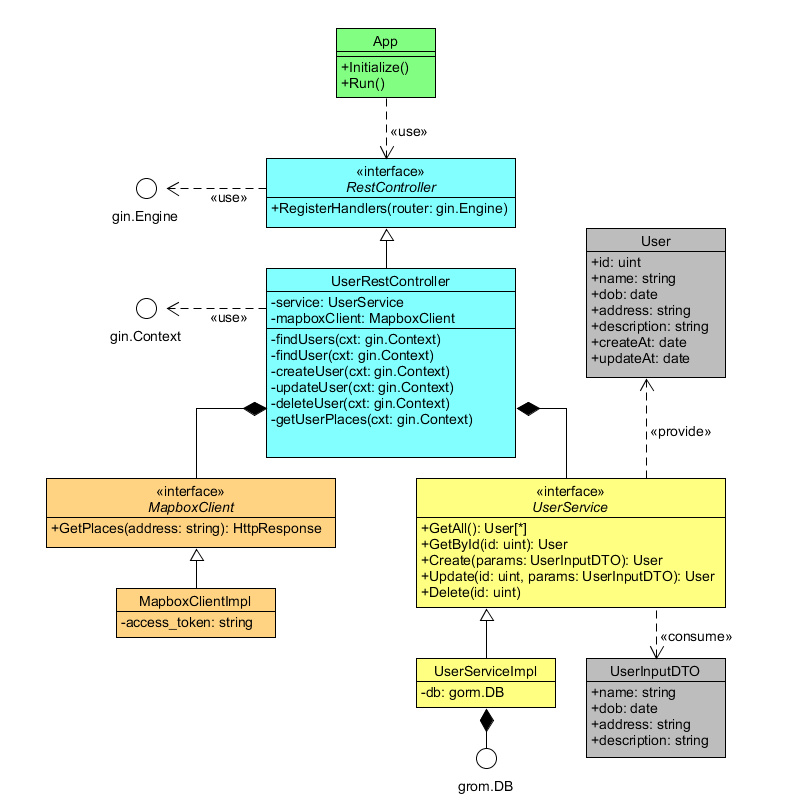 App
+Initialize()
+Run()
«use»
«interface»
RestController
+RegisterHandlers(router: gin.Engine)
«use»
gin.Engine
UserRestController
-service: UserService
-mapboxClient: MapboxClient
-findUsers(cxt: gin.Context)
-findUser(cxt: gin.Context)
-createUser(cxt: gin.Context)
-updateUser(cxt: gin.Context)
-deleteUser(cxt: gin.Context)
-getUserPlaces(cxt: gin.Context)
«use»
gin.Context
User
+id: uint
+name: string
+dob: date
+address: string
+description: string
+createAt: date
+updateAt: date
«provide»
«interface»
MapboxClient
+GetPlaces(address: string): HttpResponse
MapboxClientImpl
-access_token: string
«interface»
UserService
+GetAll(): User[*]
+GetById(id: uint): User
+Create(params: UserInputDTO): User
+Update(id: uint, params: UserInputDTO): User
+Delete(id: uint)
«consume»
UserServiceImpl
-db: gorm.DB
grom.DB
UserInputDTO
+name: string
+dob: date
+address: string
+description: string